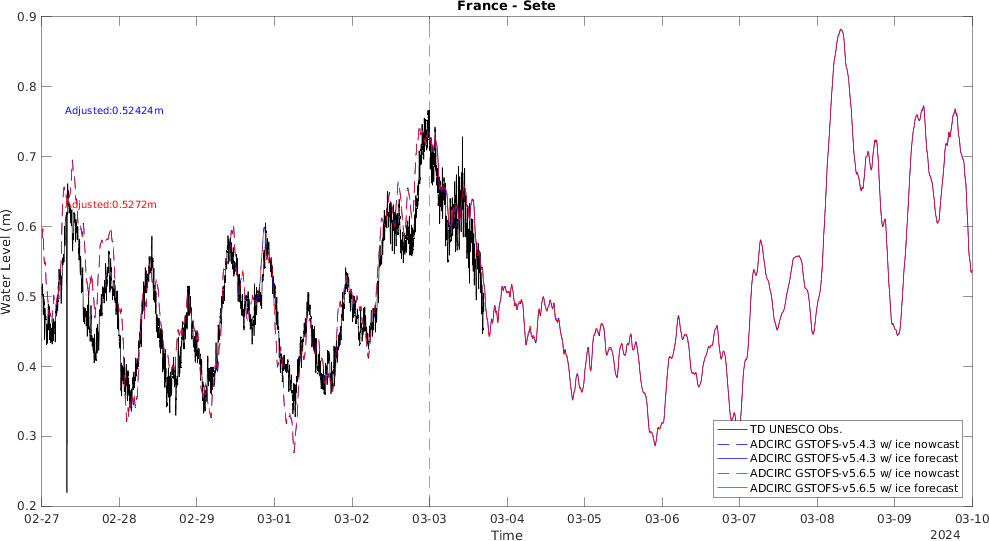 France - Sete
0.9
0.8
0.7
0.6
0.5
0.4
0.3
0.2
Water Level (m)
Adjusted:0.52424m
Adjusted:0.5272m
TD UNESCO Obs.
ADCIRC GSTOFS-v5.4.3 w/ ice nowcast
ADCIRC GSTOFS-v5.4.3 w/ ice forecast
ADCIRC GSTOFS-v5.6.5 w/ ice nowcast
ADCIRC GSTOFS-v5.6.5 w/ ice forecast
02-27 02-28 02-29 03-01 03-02 03-03 03-04 03-05 03-06 03-07 03-08 03-09 03-10
Time
2024